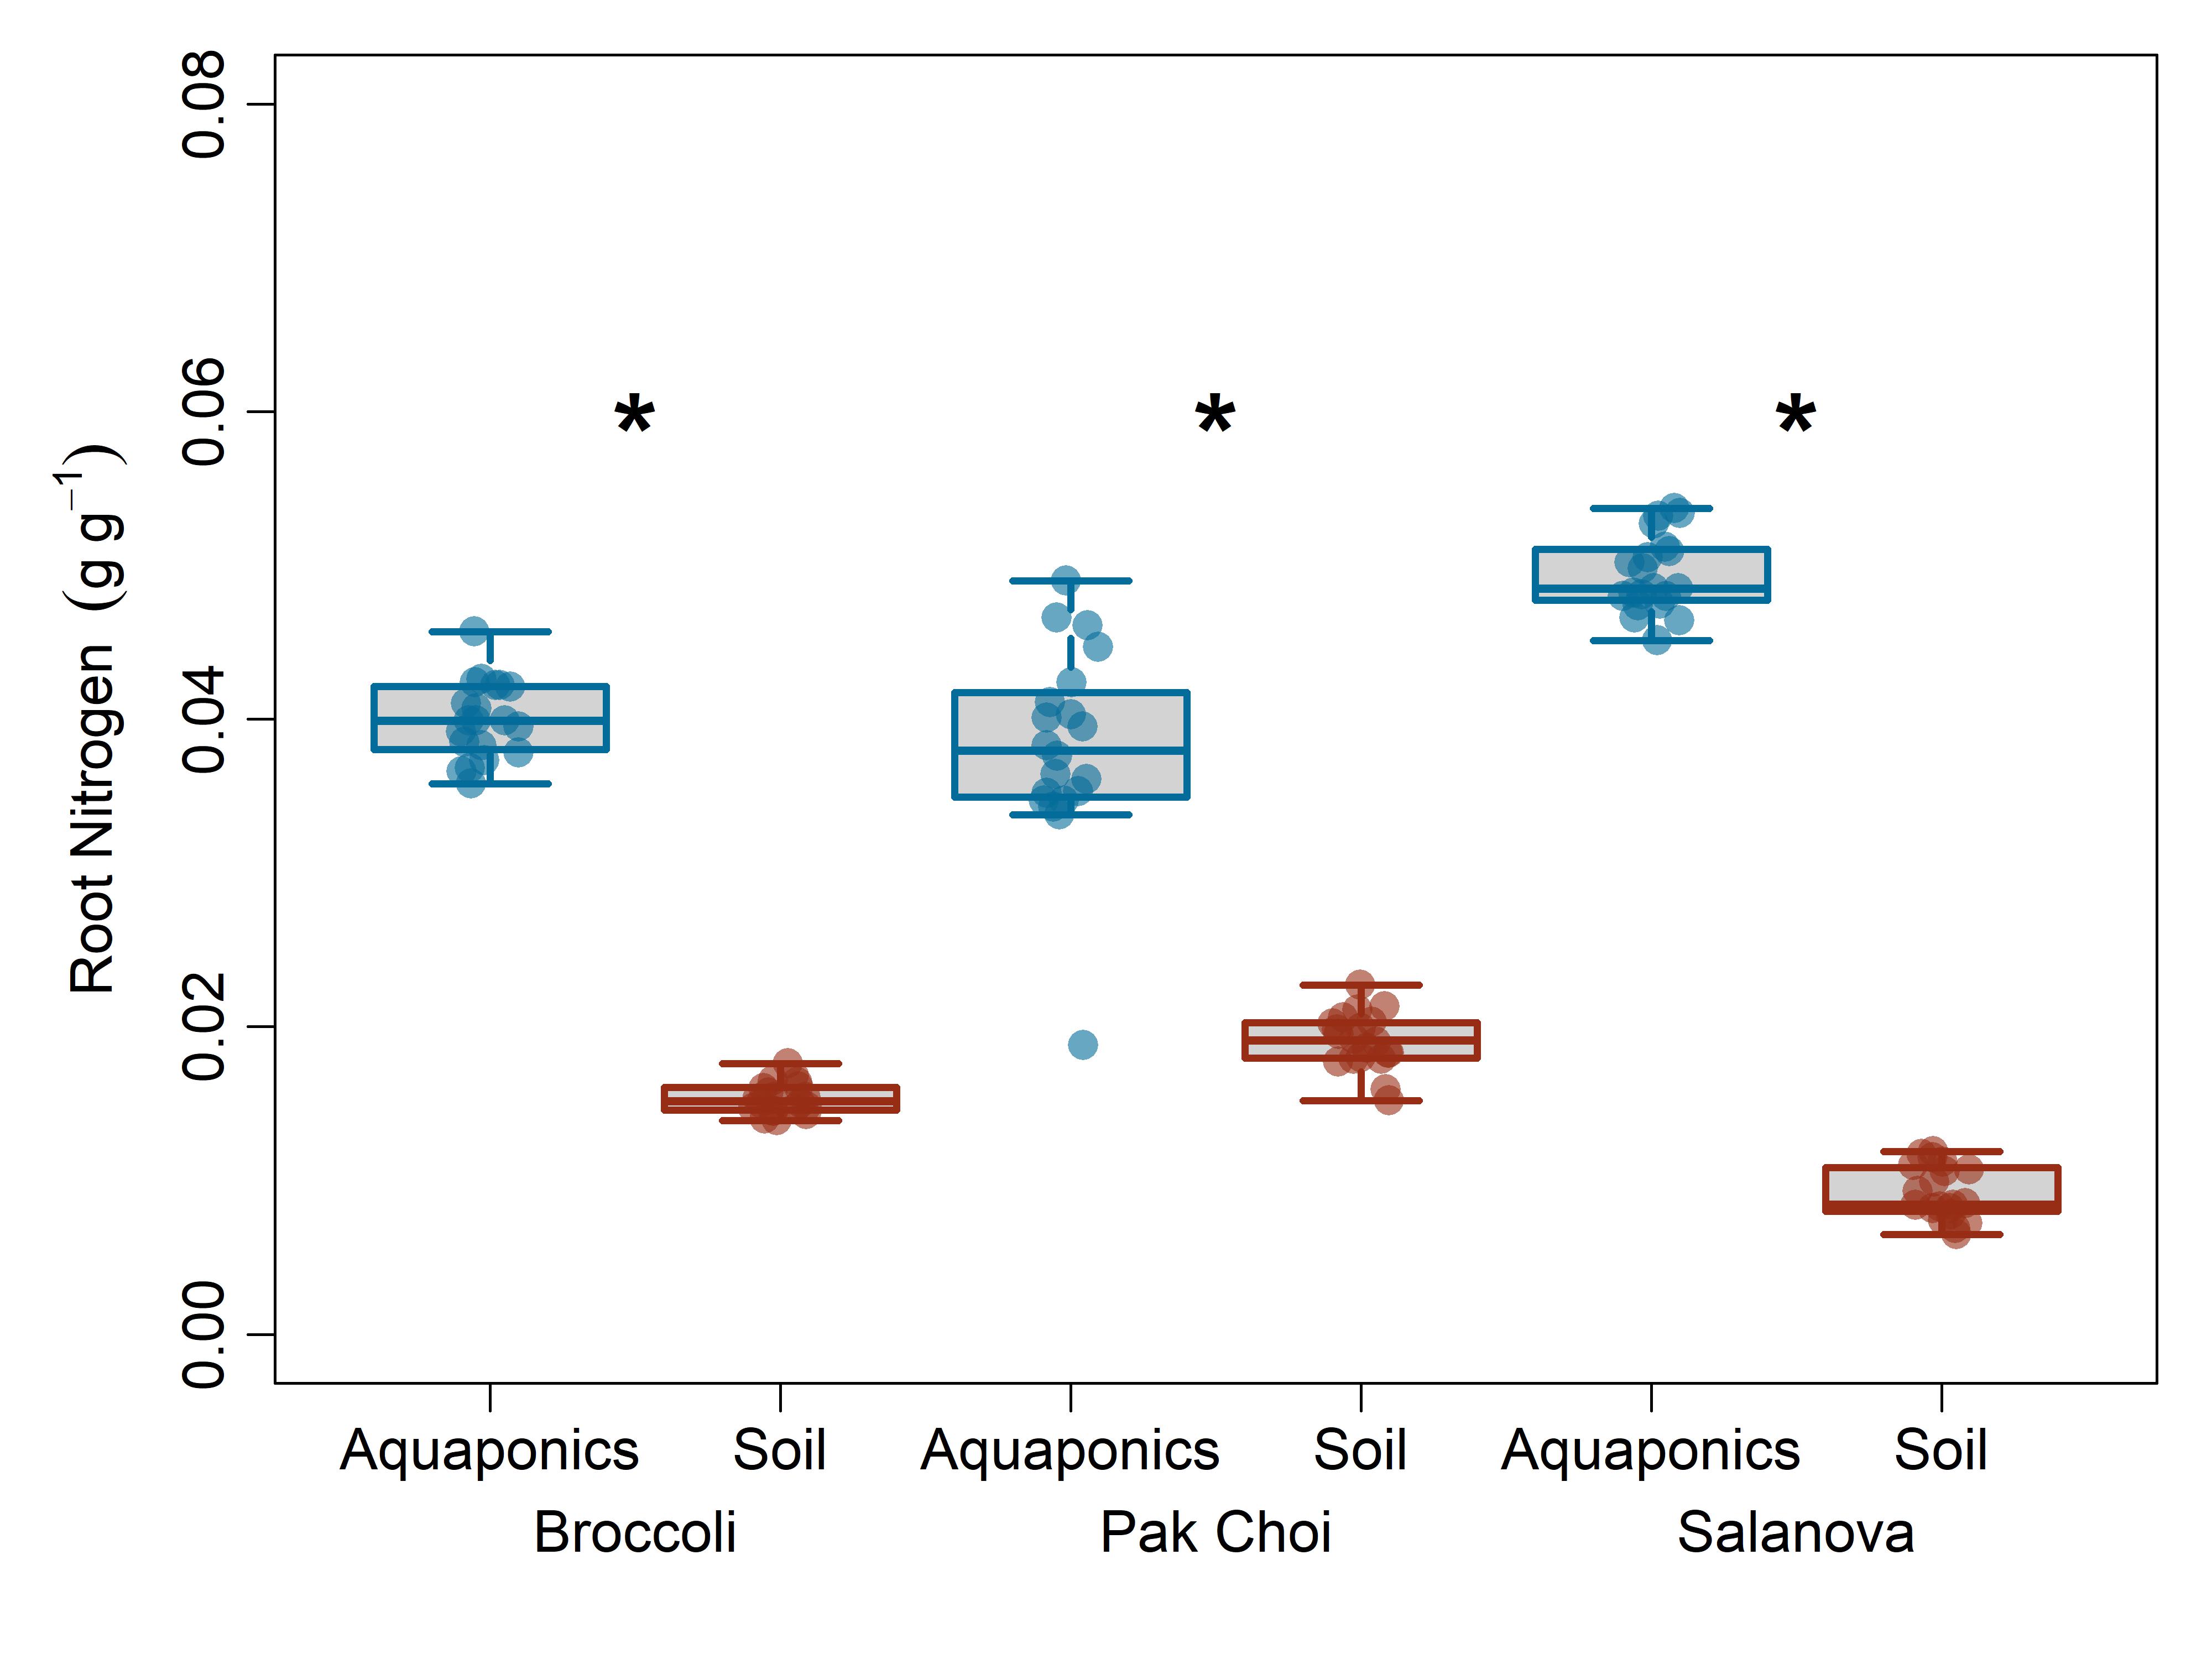 Root Nitrogen (g g⁻¹)
0.08
0.06
0.04
0.02
0.00
* * *
Aquaponics Soil Aquaponics Soil Aquaponics Soil
Broccoli Pak Choi Salanova